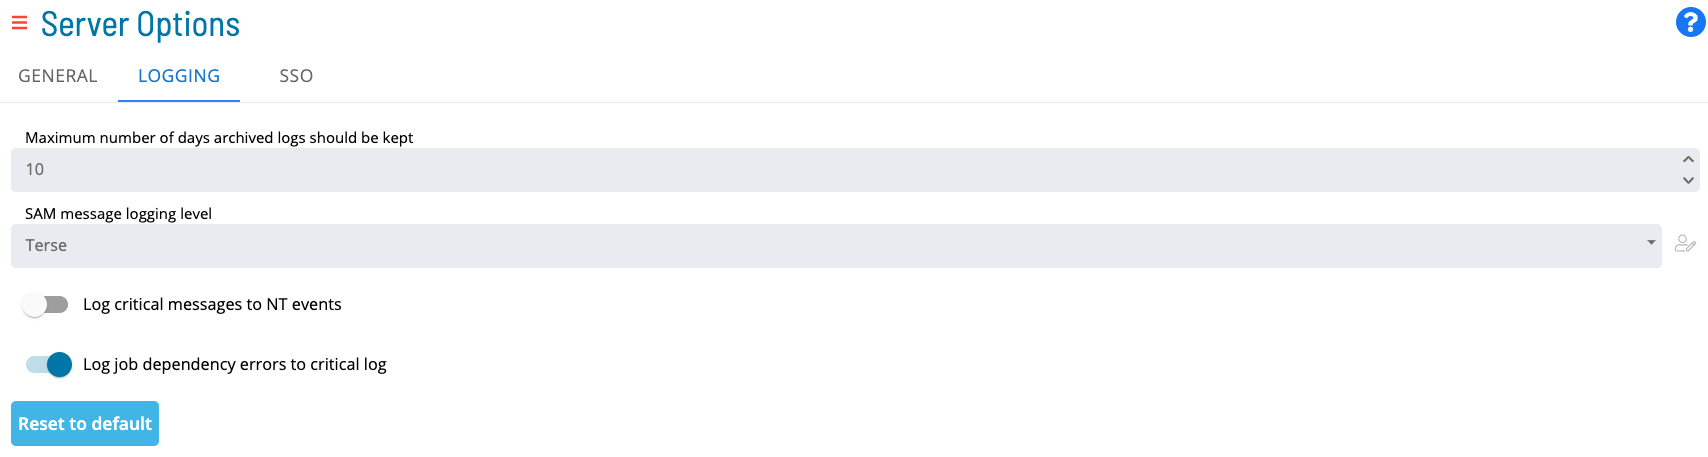 Server Options
?
GENERAL LOGGING SSO
Maximum number of days archived logs should be kept
10
SAM message logging level
Terse
Log critical messages to NT events
Log job dependency errors to critical log
Reset to default